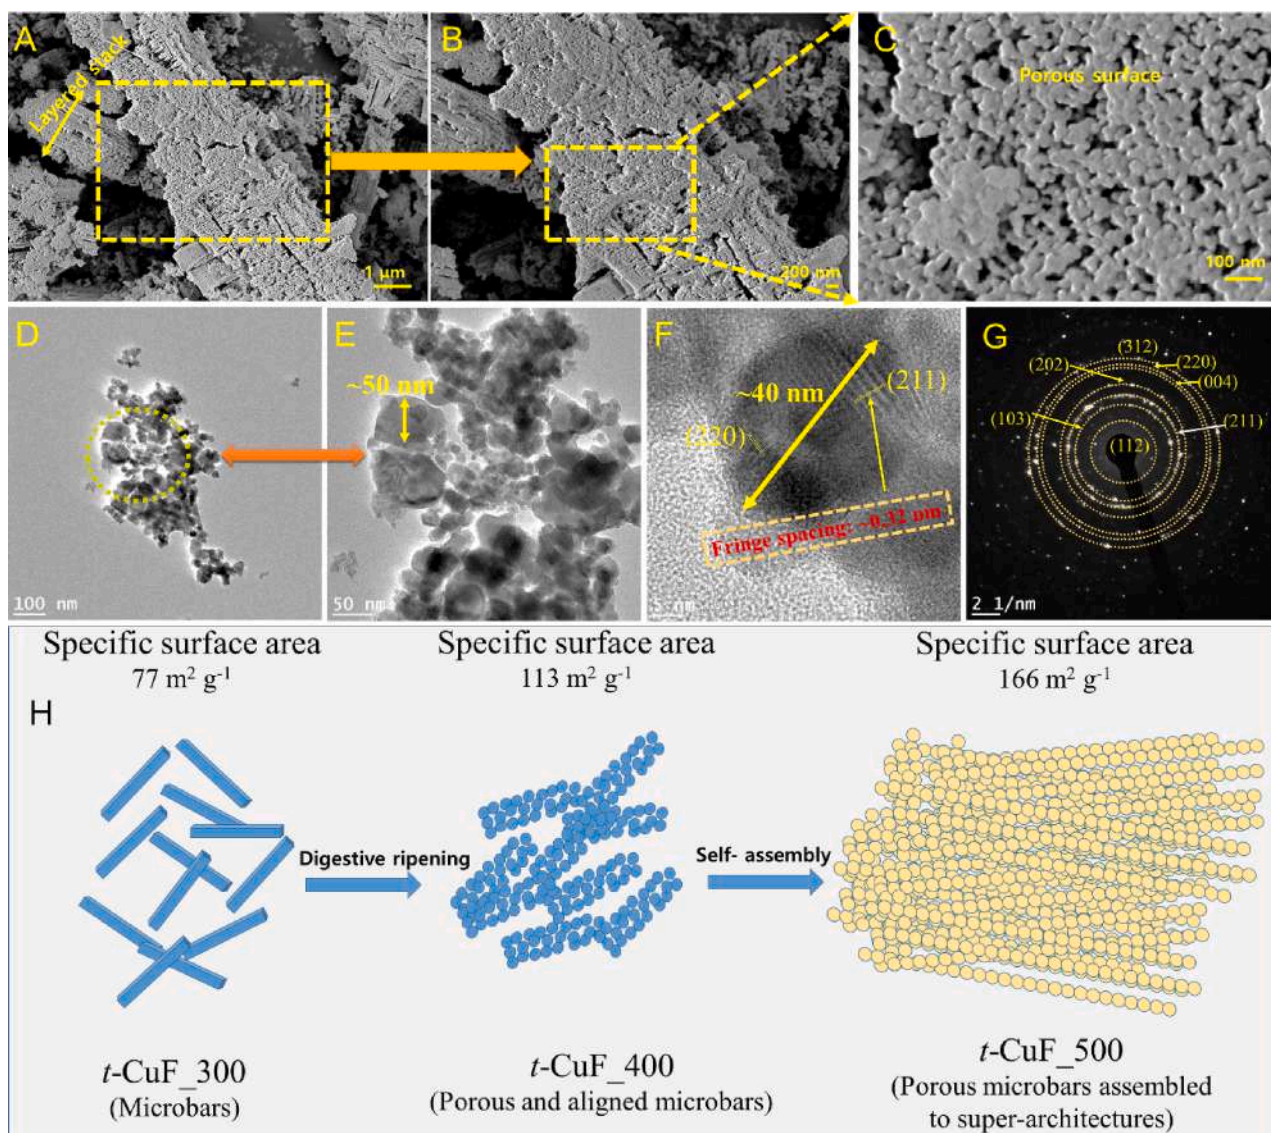 A
Layered stack
1 μm
B
200 nm
C
Porous surface
100 nm
D
100 nm
E
~50 nm
50 nm
F
~40 nm
(211)
(220)
Fringe spacing: ~0.32 nm
5 nm
G
(312)
(202)
(220)
(004)
(103)
(211)
(112)
2 1/nm
Specific surface area
77 m² g⁻¹
Specific surface area
113 m² g⁻¹
Specific surface area
166 m² g⁻¹
H
Digestive ripening
Self- assembly
t-CuF_300
(Microbars)
t-CuF_400
(Porous and aligned microbars)
t-CuF_500
(Porous microbars assembled
to super-architectures)